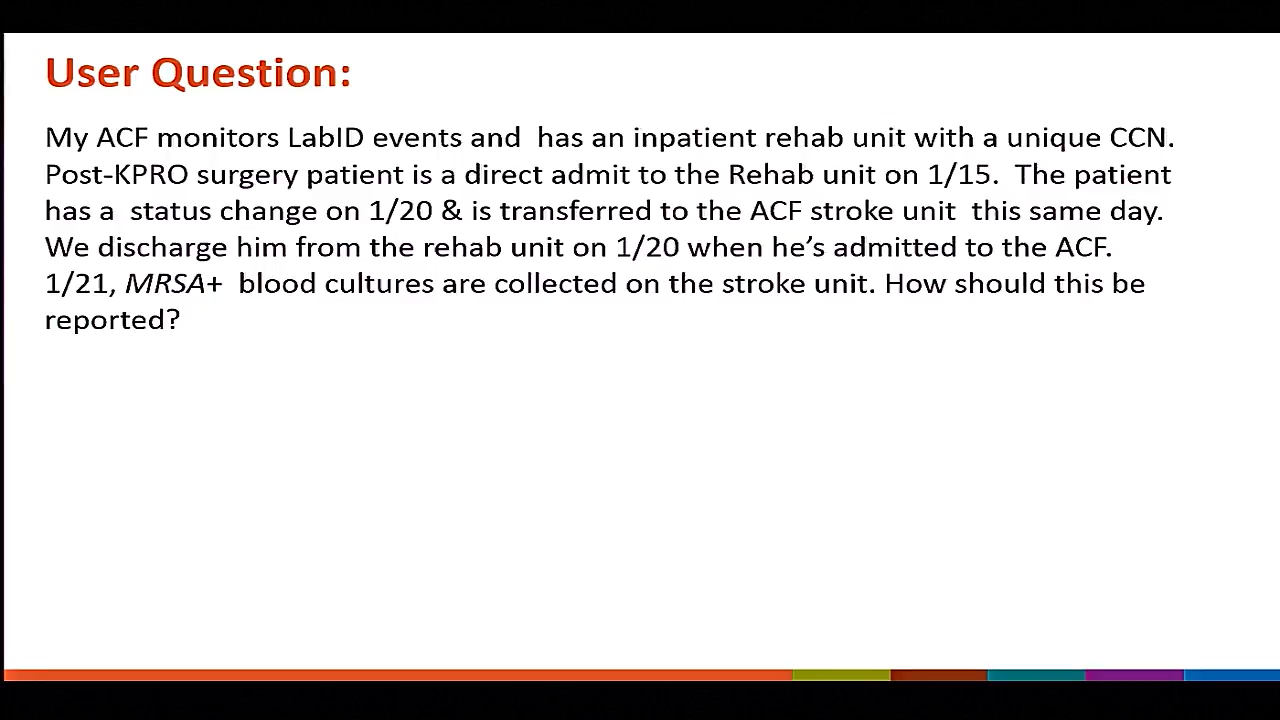 User Question:
My ACF monitors LabID events and has an inpatient rehab unit with a unique CCN.
Post-KPRO surgery patient is a direct admit to the Rehab unit on 1/15. The patient
has a status change on 1/20 & is transferred to the ACF stroke unit this same day.
We discharge him from the rehab unit on 1/20 when he's admitted to the ACF.
1/21, MRSA+ blood cultures are collected on the stroke unit. How should this be
reported?